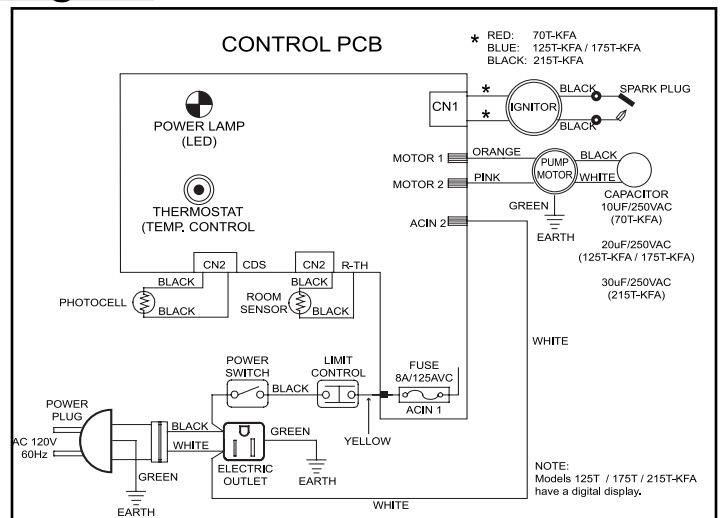 CONTROL PCB
* RED: 70T-KFA
BLUE: 125T-KFA / 175T-KFA
BLACK: 215T-KFA
POWER LAMP
(LED)
THERMOSTAT
(TEMP. CONTROL
CN1
*
*
IGNITOR
BLACK
BLACK
SPARK PLUG
MOTOR 1
ORANGE
MOTOR 2
PINK
PUMP
MOTOR
BLACK
WHITE
GREEN
EARTH
CAPACITOR
10UF/250VAC
(70T-KFA)
20uF/250VAC
(125T-KFA / 175T-KFA)
30uF/250VAC
(215T-KFA)
ACIN 2
WHITE
CN2
CDS
CN2
R-TH
BLACK
BLACK
PHOTOCELL
BLACK
BLACK
ROOM
SENSOR
POWER
SWITCH
BLACK
LIMIT
CONTROL
YELLOW
FUSE
8A/125AVC
ACIN 1
POWER
PLUG
AC 120V
60Hz
BLACK
WHITE
GREEN
EARTH
ELECTRIC
OUTLET
GREEN
EARTH
WHITE
NOTE:
Models 125T / 175T / 215T-KFA
have a digital display.